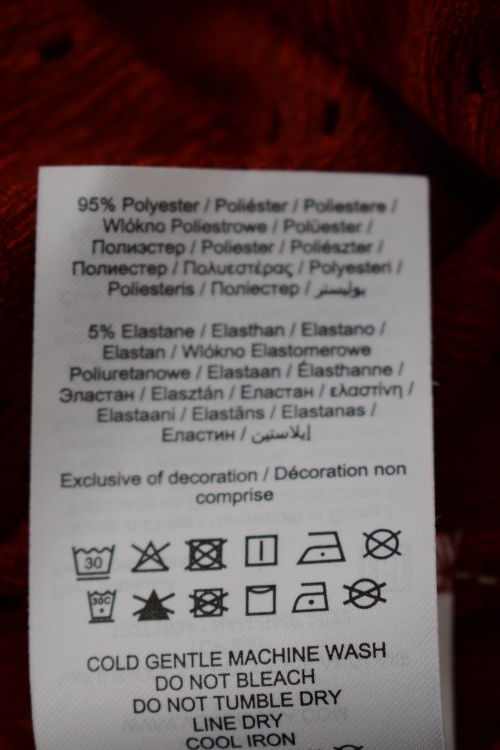 95% Polyester / Poliéster / Poliestere /
Włókno Poliestrowe / Polüester /
Полиэстер / Poliester / Poliészter /
Полиестер / Πολυεστέρας / Polyesteri /
Poliesteris / Поліестер / بوليستر
5% Elastane / Elasthan / Elastano /
Elastan / Włókno Elastomerowe
Poliuretanowe / Elastaan / Élasthanne /
Эластан / Elasztán / Еластан / ελαστίνη /
Elastaani / Elastāns / Elastanas /
Еластин / إيلاستين
Exclusive of decoration / Décoration non
comprise
30
30C
COLD GENTLE MACHINE WASH
DO NOT BLEACH
DO NOT TUMBLE DRY
LINE DRY
COOL IRON